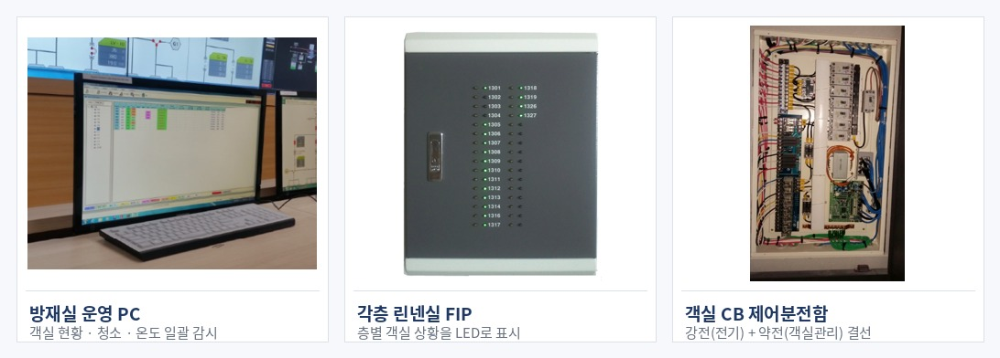 1301 1318
1302 1319
1303 1326
1304 1327
1305
1306
1307
1308
1309
1310
1311
1312
1313
1314
1316
1317
방재실 운영 PC
객실 현황 · 청소 · 온도 일괄 감시
각층 린넨실 FIP
층별 객실 상황을 LED로 표시
객실 CB 제어분전함
강전(전기) + 약전(객실관리) 결선